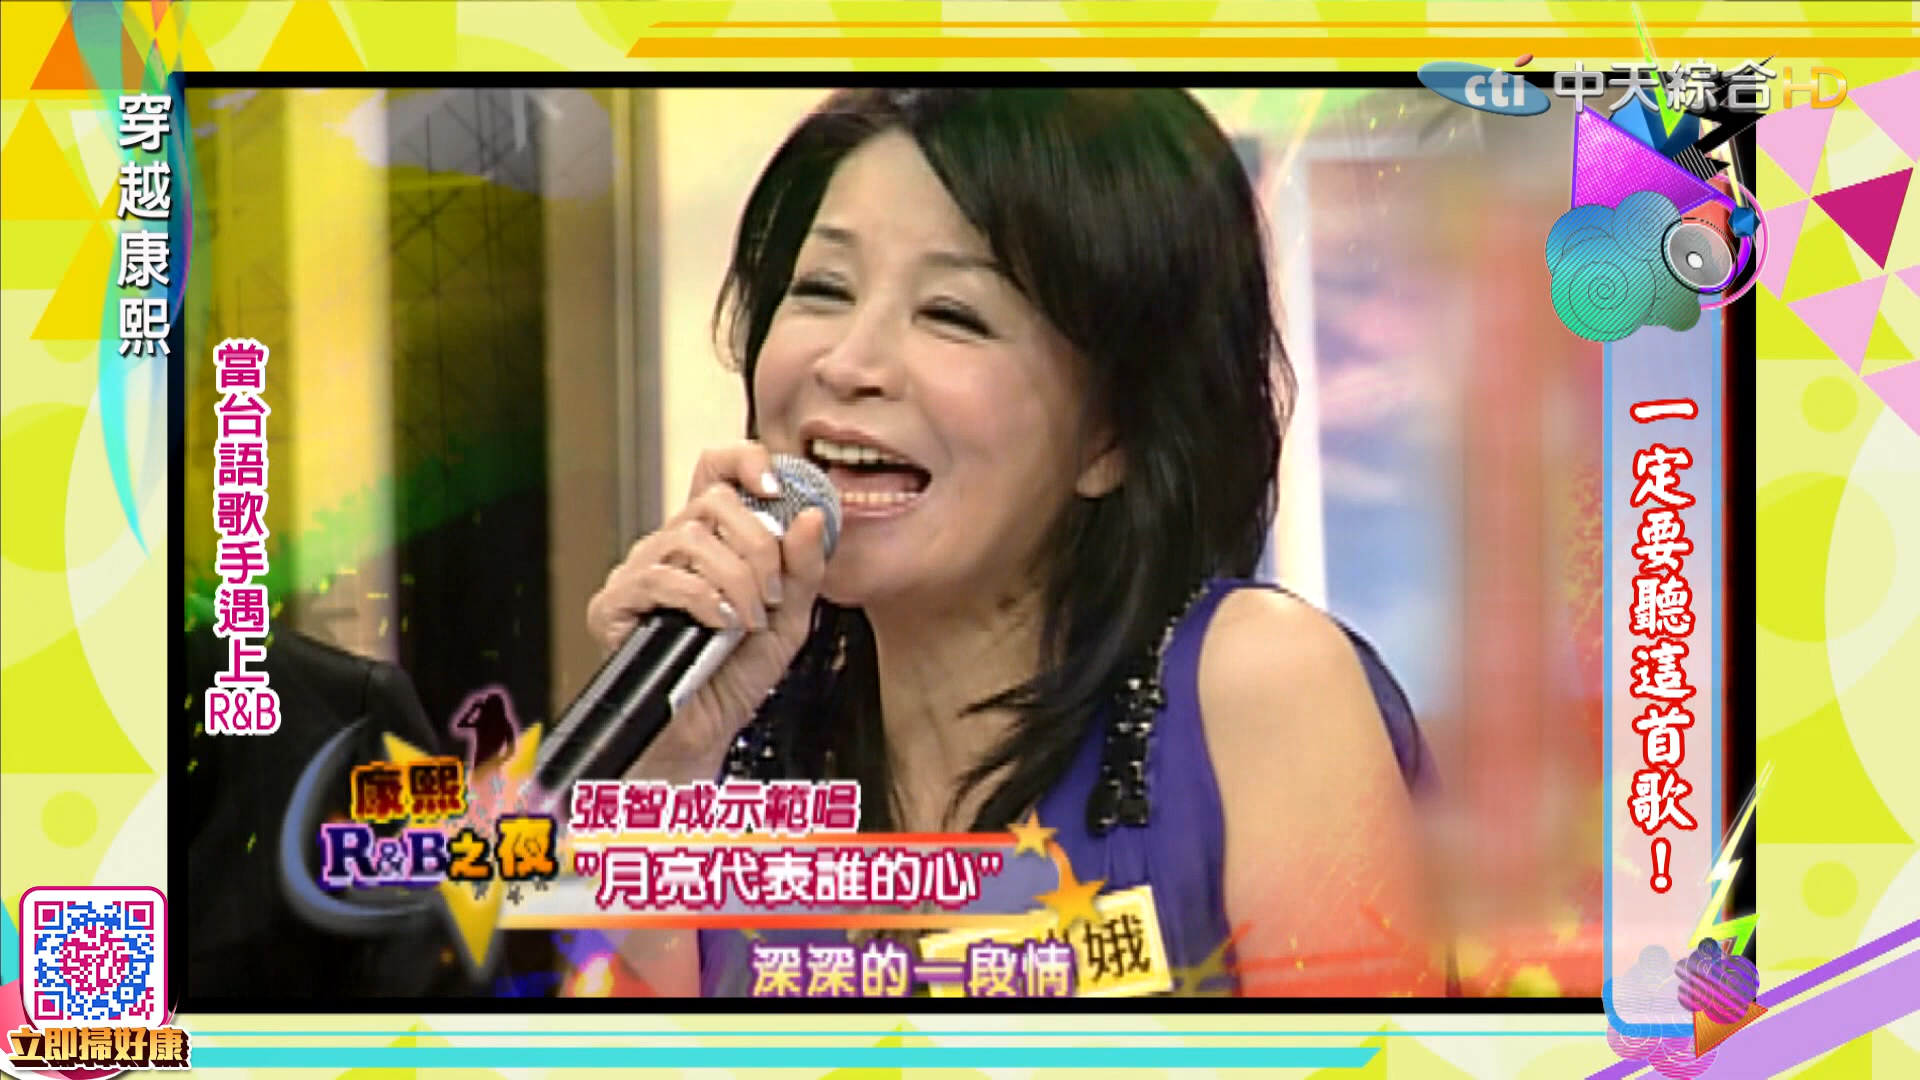 cti 中天綜合HD
穿越康熙
當台語歌手遇上R&B
一定要聽這首歌！
康熙
R&B之夜
張智成示範唱
"月亮代表誰的心"
娥
深深的一段情
立即掃好康